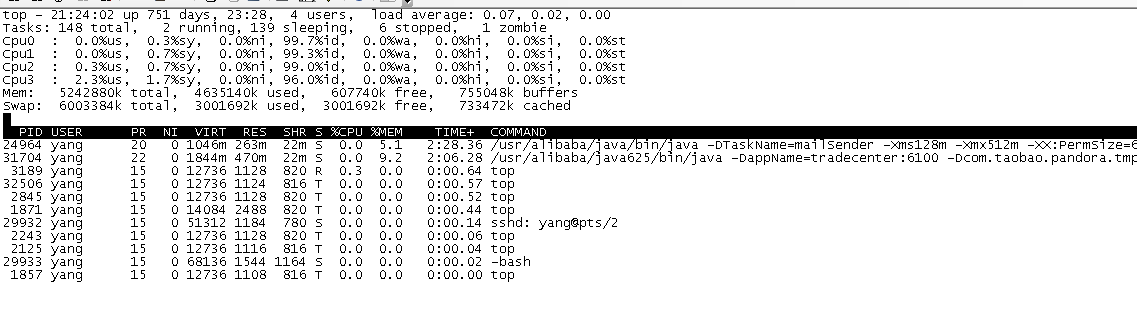 top - 21:24:02 up 751 days, 23:28,  4 users,  load average: 0.07, 0.02, 0.00
Tasks: 148 total,   2 running, 139 sleeping,   6 stopped,   1 zombie
Cpu0  :  0.0%us,  0.3%sy,  0.0%ni, 99.7%id,  0.0%wa,  0.0%hi,  0.0%si,  0.0%st
Cpu1  :  0.0%us,  0.7%sy,  0.0%ni, 99.3%id,  0.0%wa,  0.0%hi,  0.0%si,  0.0%st
Cpu2  :  0.3%us,  0.7%sy,  0.0%ni, 99.0%id,  0.0%wa,  0.0%hi,  0.0%si,  0.0%st
Cpu3  :  2.3%us,  1.7%sy,  0.0%ni, 96.0%id,  0.0%wa,  0.0%hi,  0.0%si,  0.0%st
Mem:   5242880k total,  4635140k used,   607740k free,   755048k buffers
Swap:  6003384k total,  3001692k used,  3001692k free,   733472k cached
PID USER      PR  NI  VIRT  RES  SHR S %CPU %MEM    TIME+  COMMAND
24964 yang      20   0 1046m 263m  22m S  0.0  5.1   2:28.36 /usr/alibaba/java/bin/java -DTaskName=mailSender -Xms128m -Xmx512m -XX:PermSize=6
31704 yang      22   0 1844m 470m  22m S  0.0  9.2   2:06.28 /usr/alibaba/java625/bin/java -DappName=tradecenter:6100 -Dcom.taobao.pandora.tmp
3189 yang      15   0 12736 1128  820 R  0.3  0.0   0:00.64 top
32506 yang      15   0 12736 1124  816 T  0.0  0.0   0:00.57 top
2845 yang      15   0 12736 1128  820 T  0.0  0.0   0:00.52 top
1871 yang      15   0 14084 2488  820 T  0.0  0.0   0:00.44 top
29932 yang      15   0 51312 1184  780 S  0.0  0.0   0:00.14 sshd: yang@pts/2
2243 yang      15   0 12736 1128  820 T  0.0  0.0   0:00.06 top
2125 yang      15   0 12736 1116  816 T  0.0  0.0   0:00.04 top
29933 yang      15   0 68136 1544 1164 S  0.0  0.0   0:00.02 -bash
1857 yang      15   0 12736 1108  816 T  0.0  0.0   0:00.00 top